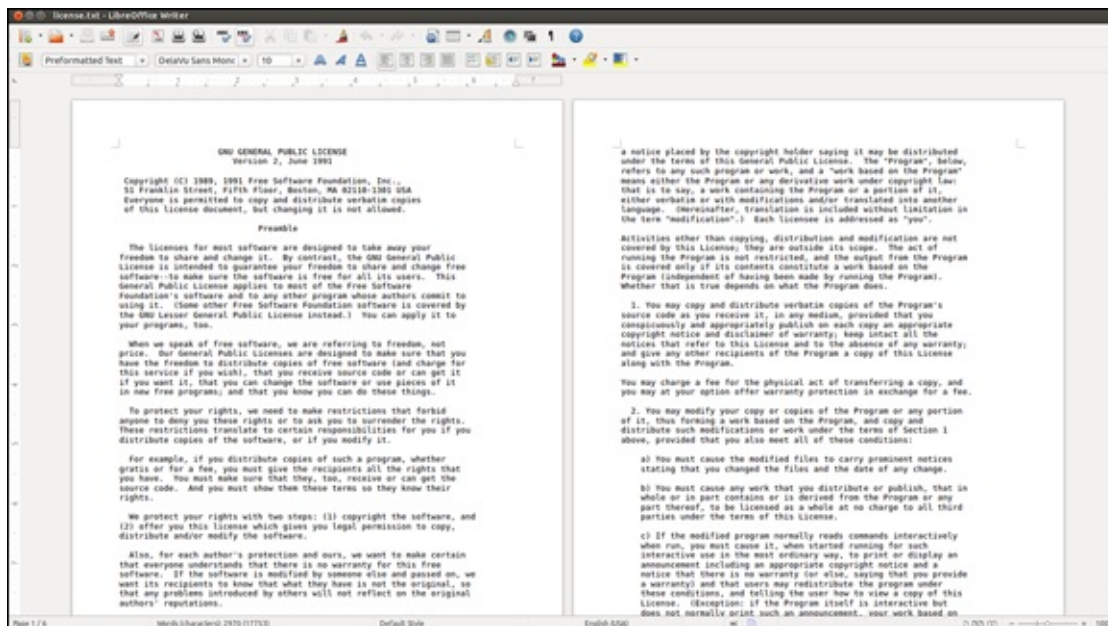 license.txt - LibreOffice Writer
Preformatted Text
DejaVu Sans Mono
10
GNU GENERAL PUBLIC LICENSE
Version 2, June 1991
Copyright (C) 1989, 1991 Free Software Foundation, Inc.,
51 Franklin Street, Fifth Floor, Boston, MA 02110-1301 USA
Everyone is permitted to copy and distribute verbatim copies
of this license document, but changing it is not allowed.
Preamble
The licenses for most software are designed to take away your
freedom to share and change it.  By contrast, the GNU General Public
License is intended to guarantee your freedom to share and change free
software--to make sure the software is free for all its users.  This
General Public License applies to most of the Free Software
Foundation's software and to any other program whose authors commit to
using it.  (Some other Free Software Foundation software is covered by
the GNU Lesser General Public License instead.)  You can apply it to
your programs, too.
When we speak of free software, we are referring to freedom, not
price.  Our General Public Licenses are designed to make sure that you
have the freedom to distribute copies of free software (and charge for
this service if you wish), that you receive source code or can get it
if you want it, that you can change the software or use pieces of it
in new free programs; and that you know you can do these things.
To protect your rights, we need to make restrictions that forbid
anyone to deny you these rights or to ask you to surrender the rights.
These restrictions translate to certain responsibilities for you if you
distribute copies of the software, or if you modify it.
For example, if you distribute copies of such a program, whether
gratis or for a fee, you must give the recipients all the rights that
you have.  You must make sure that they, too, receive or can get the
source code.  And you must show them these terms so they know their
rights.
We protect your rights with two steps: (1) copyright the software, and
(2) offer you this license which gives you legal permission to copy,
distribute and/or modify the software.
Also, for each author's protection and ours, we want to make certain
that everyone understands that there is no warranty for this free
software.  If the software is modified by someone else and passed on, we
want its recipients to know that what they have is not the original, so
that any problems introduced by others will not reflect on the original
authors' reputations.
a notice placed by the copyright holder saying it may be distributed
under the terms of this General Public License.  The "Program", below,
refers to any such program or work, and a "work based on the Program"
means either the Program or any derivative work under copyright law:
that is to say, a work containing the Program or a portion of it,
either verbatim or with modifications and/or translated into another
language.  (Hereinafter, translation is included without limitation in
the term "modification".)  Each licensee is addressed as "you".
Activities other than copying, distribution and modification are not
covered by this License; they are outside its scope.  The act of
running the Program is not restricted, and the output from the Program
is covered only if its contents constitute a work based on the
Program (independent of having been made by running the Program).
Whether that is true depends on what the Program does.
1. You may copy and distribute verbatim copies of the Program's
source code as you receive it, in any medium, provided that you
conspicuously and appropriately publish on each copy an appropriate
copyright notice and disclaimer of warranty; keep intact all the
notices that refer to this License and to the absence of any warranty;
and give any other recipients of the Program a copy of this License
along with the Program.
You may charge a fee for the physical act of transferring a copy, and
you may at your option offer warranty protection in exchange for a fee.
2. You may modify your copy or copies of the Program or any portion
of it, thus forming a work based on the Program, and copy and
distribute such modifications or work under the terms of Section 1
above, provided that you also meet all of these conditions:
a) You must cause the modified files to carry prominent notices
stating that you changed the files and the date of any change.
b) You must cause any work that you distribute or publish, that in
whole or in part contains or is derived from the Program or any
part thereof, to be licensed as a whole at no charge to all third
parties under the terms of this License.
c) If the modified program normally reads commands interactively
when run, you must cause it, when started running for such
interactive use in the most ordinary way, to print or display an
announcement including an appropriate copyright notice and a
notice that there is no warranty (or else, saying that you provide
a warranty) and that users may redistribute the program under
these conditions, and telling the user how to view a copy of this
License.  (Exception: if the Program itself is interactive but
does not normally print such an announcement, your work based on
Page 1 / 6
Words (characters): 2970 (17753)
Default Style
English (USA)